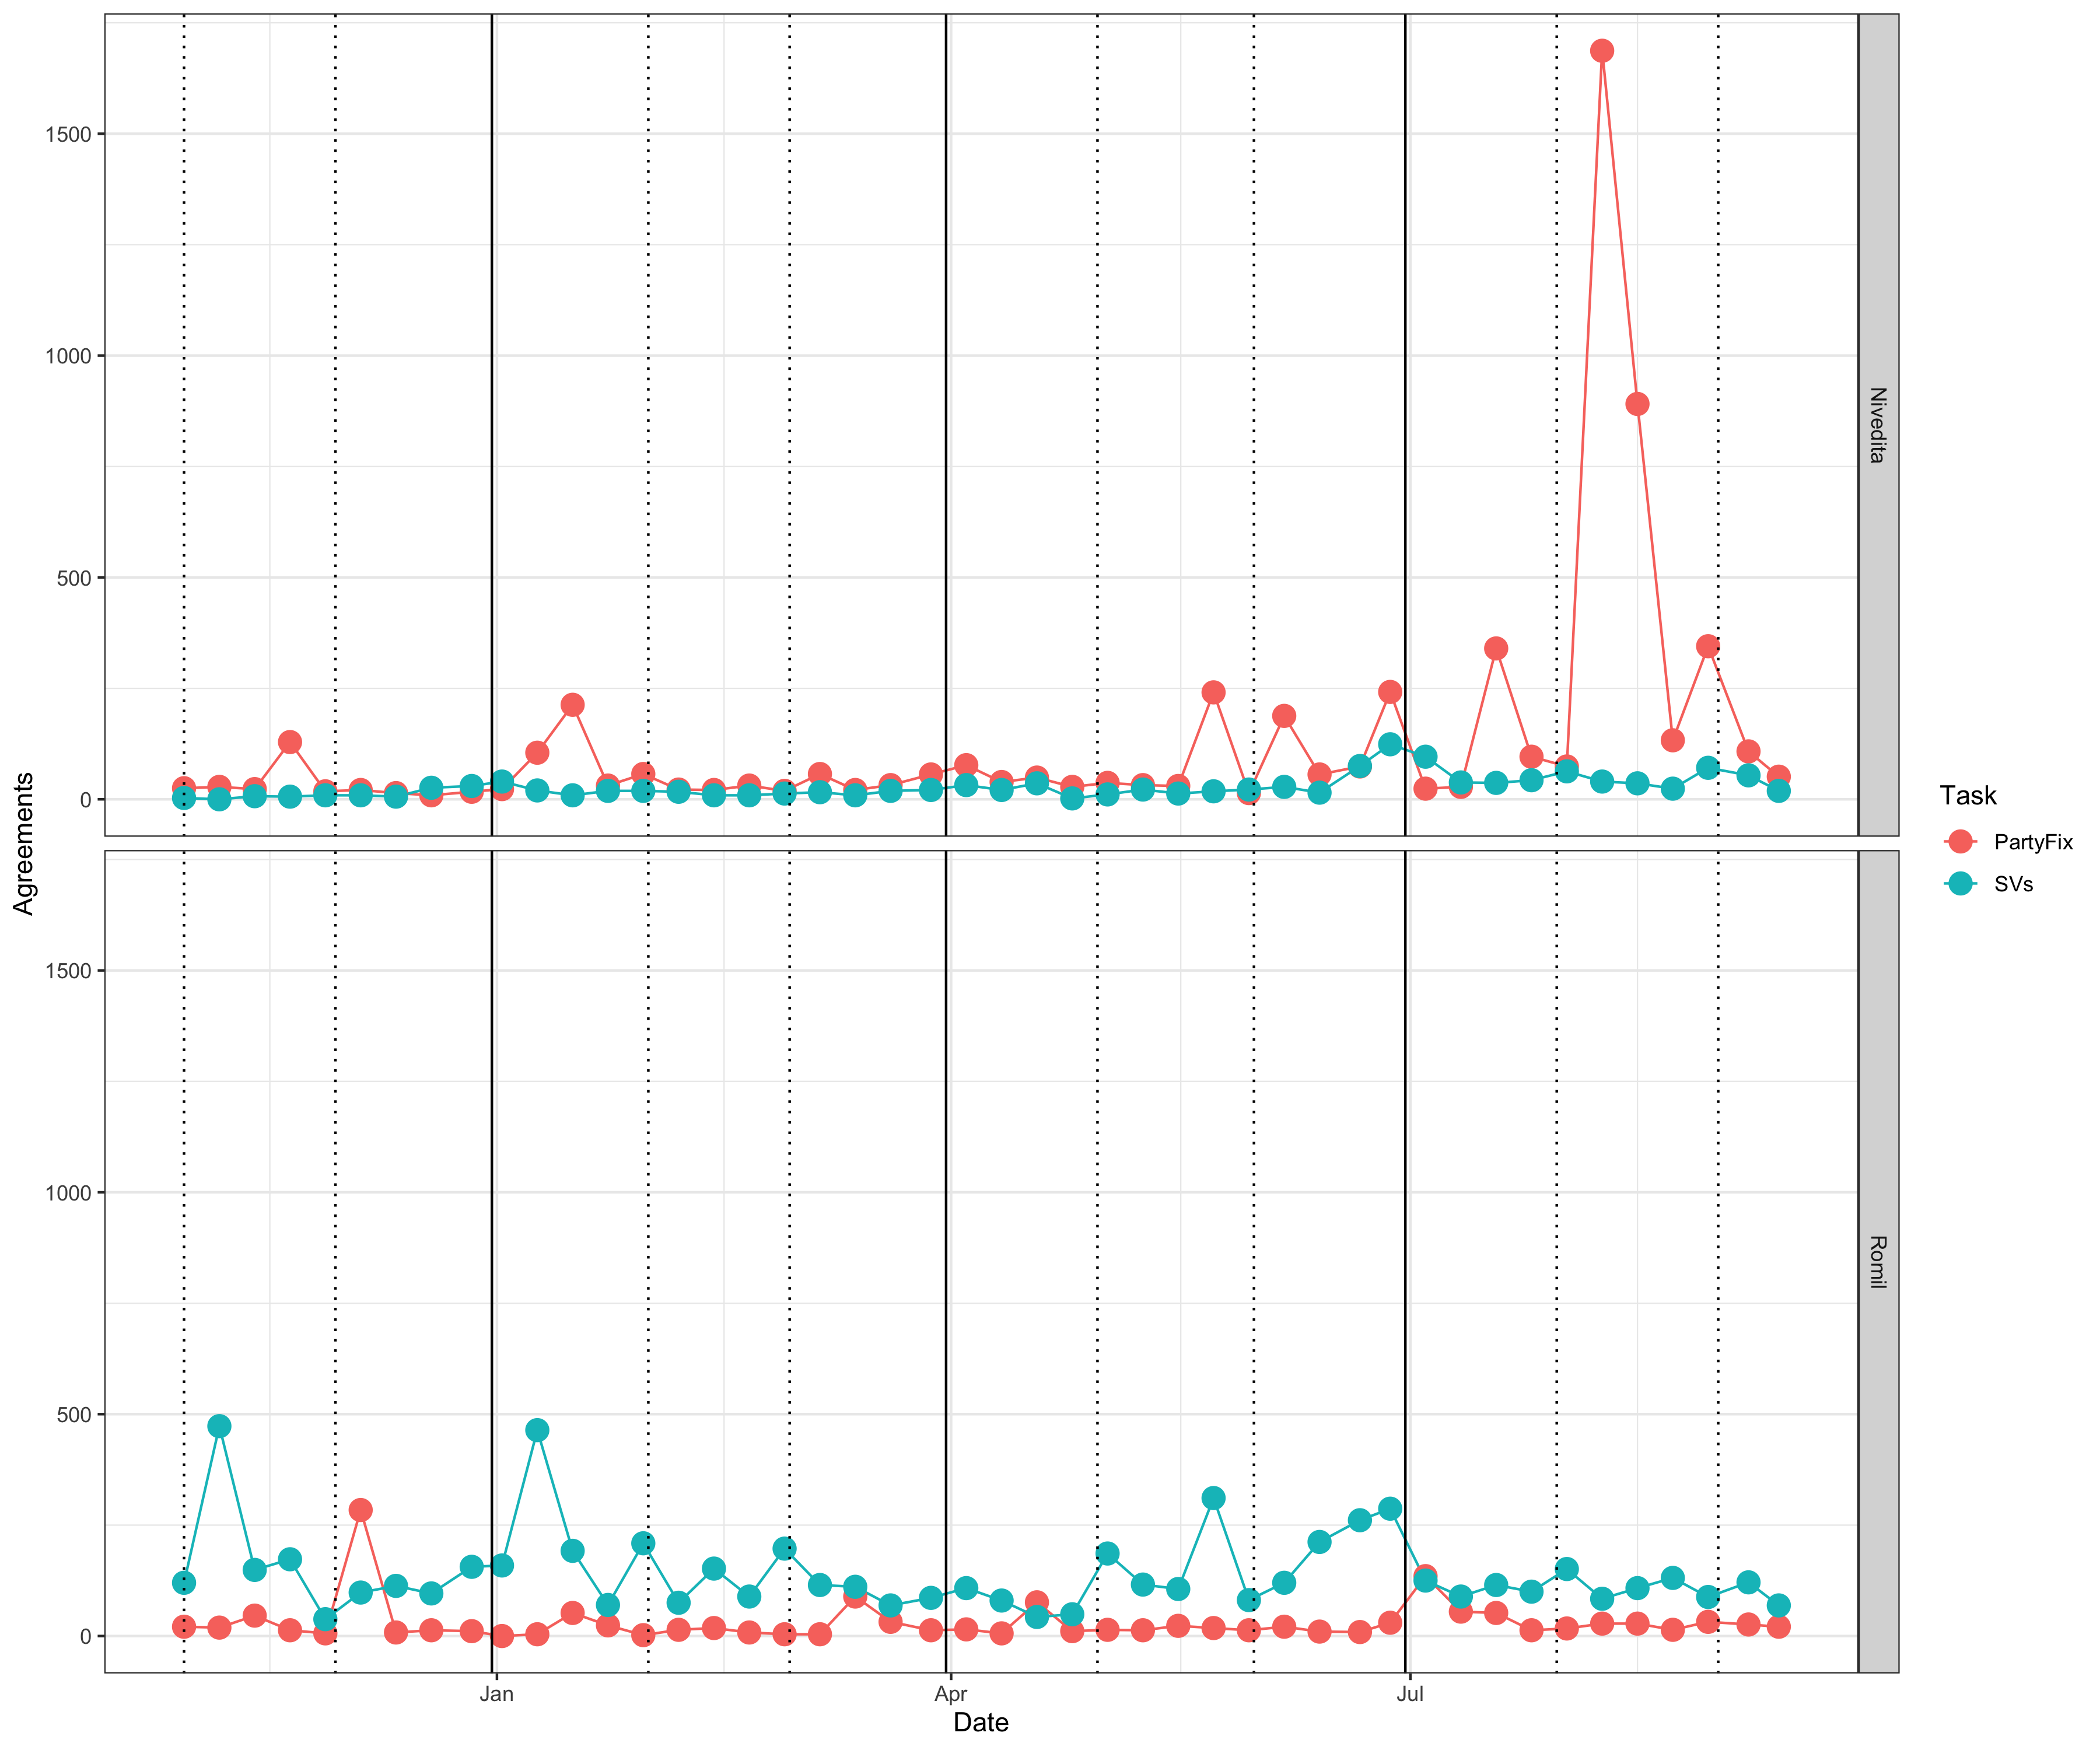 Agreements
1500
1000
500
0
Nivedita
1500
1000
500
0
Romil
Jan
Apr
Jul
Date
Task
PartyFix
SVs